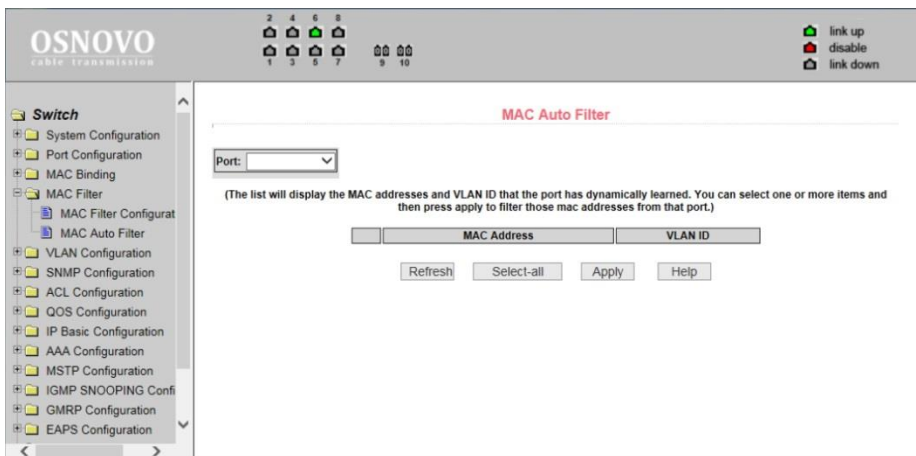 2 4 6 8
OSNOVO
cable transmission
1 3 5 7 9 10
link up
disable
link down
Switch
System Configuration
Port Configuration
MAC Binding
MAC Filter
MAC Filter Configurat
MAC Auto Filter
VLAN Configuration
SNMP Configuration
ACL Configuration
QOS Configuration
IP Basic Configuration
AAA Configuration
MSTP Configuration
IGMP SNOOPING Confi
GMRP Configuration
EAPS Configuration
MAC Auto Filter
Port:
(The list will display the MAC addresses and VLAN ID that the port has dynamically learned. You can select one or more items and
then press apply to filter those mac addresses from that port.)
MAC Address VLAN ID
Refresh Select-all Apply Help